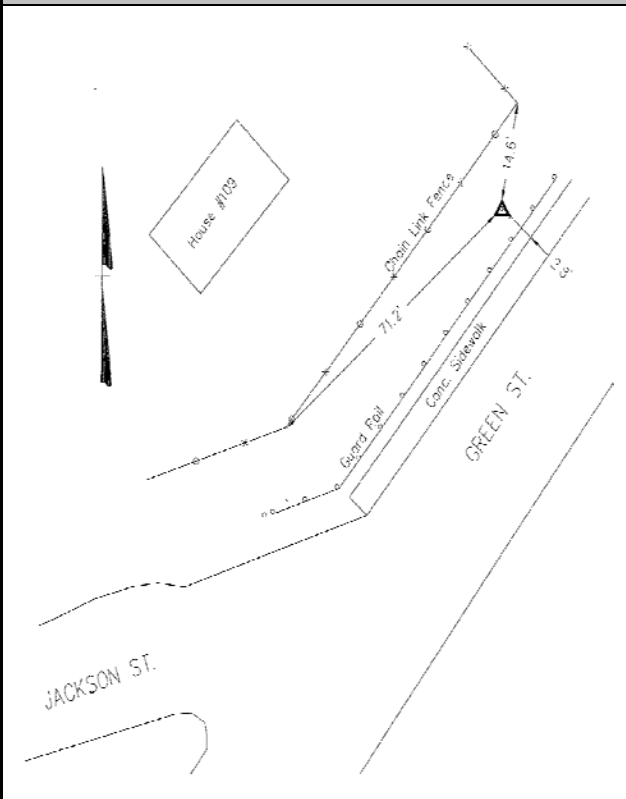 House #109
14.6'
Chain Link Fence
71.2'
Conc. Sidewalk
Guard Rail
GREEN ST.
JACKSON ST.